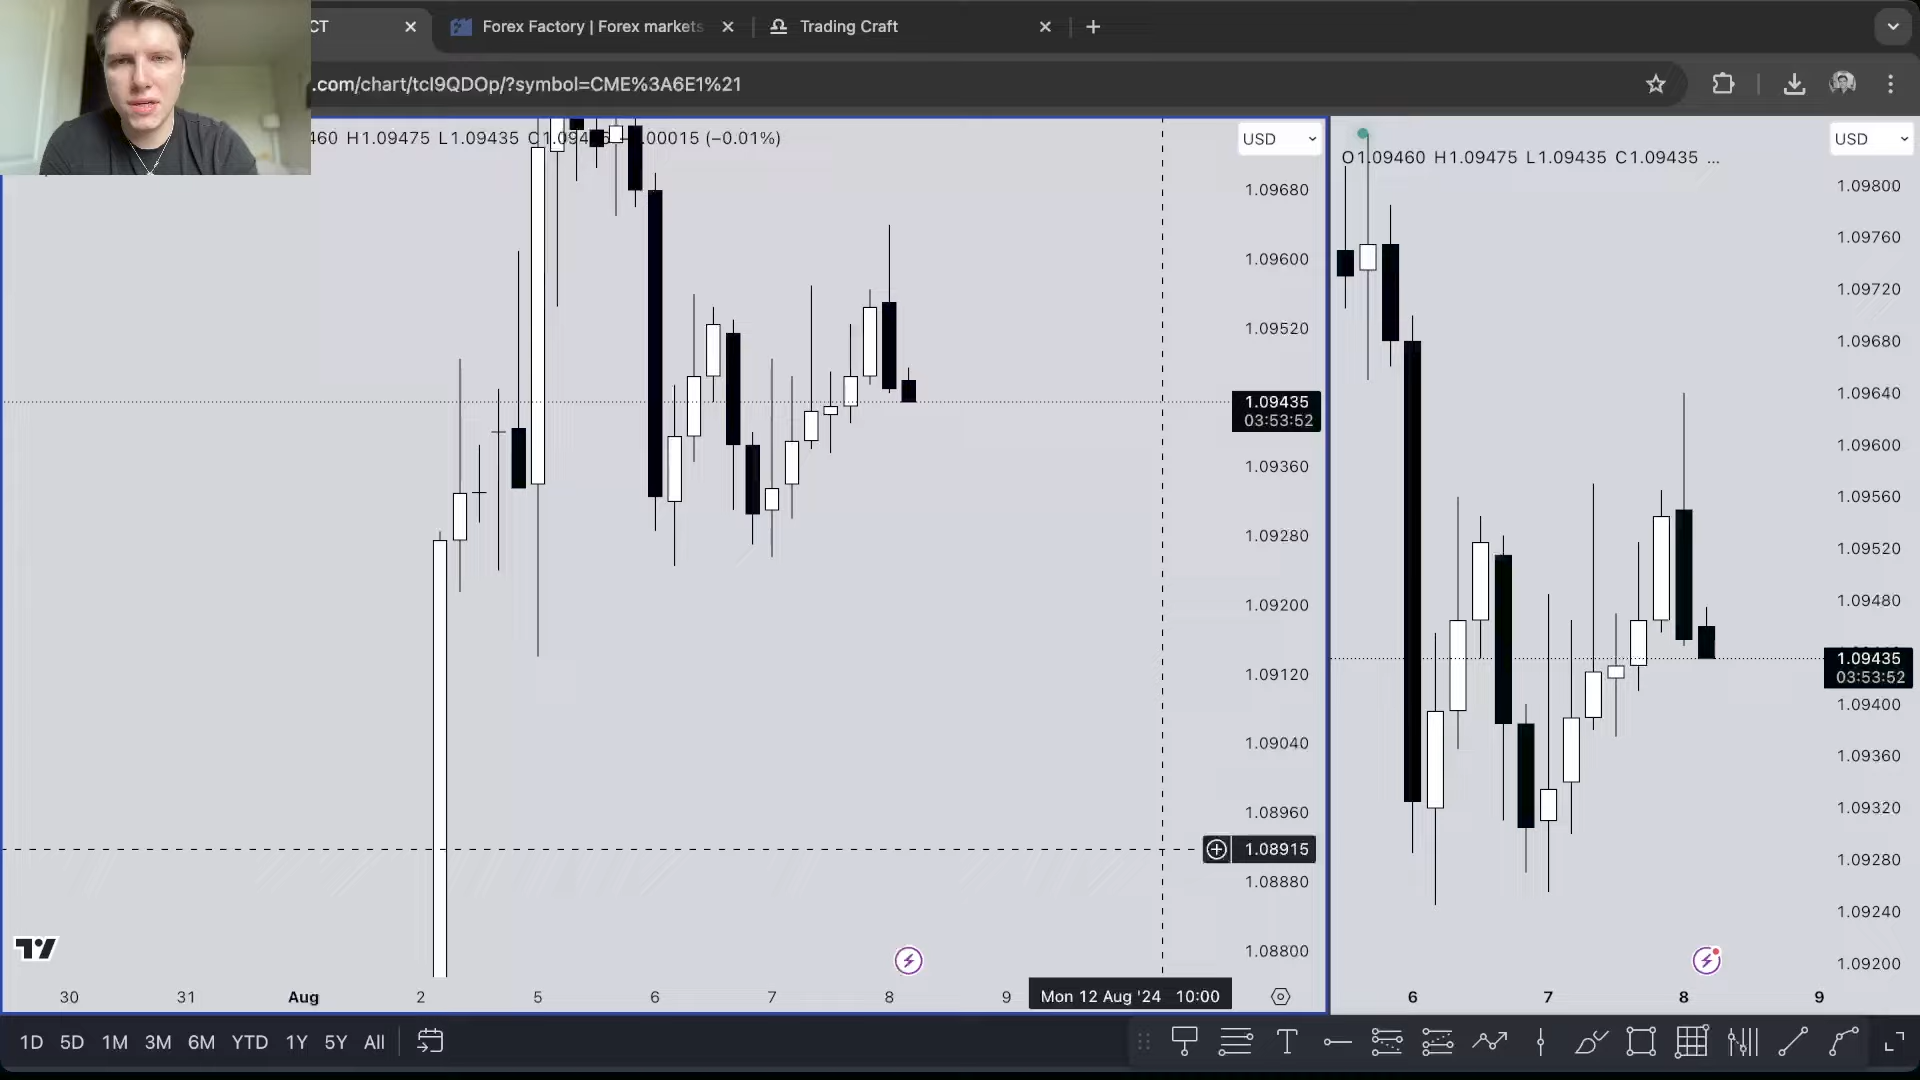 CT
Forex Factory | Forex markets
Trading Craft
.com/chart/tcI9QDOp/?symbol=CME%3A6E1%21
460 H1.09475 L1.09435 C1.09435 −0.00015 (−0.01%)
USD
1.09680
1.09600
1.09520
1.09435
03:53:52
1.09360
1.09280
1.09200
1.09120
1.09040
1.08960
1.08915
1.08880
1.08800
30 31 Aug 2 5 6 7 8 9 Mon 12 Aug '24 10:00
O1.09460 H1.09475 L1.09435 C1.09435 ...
USD
1.09800
1.09760
1.09720
1.09680
1.09640
1.09600
1.09560
1.09520
1.09480
1.09435
03:53:52
1.09400
1.09360
1.09320
1.09280
1.09240
1.09200
6 7 8 9
1D 5D 1M 3M 6M YTD 1Y 5Y All